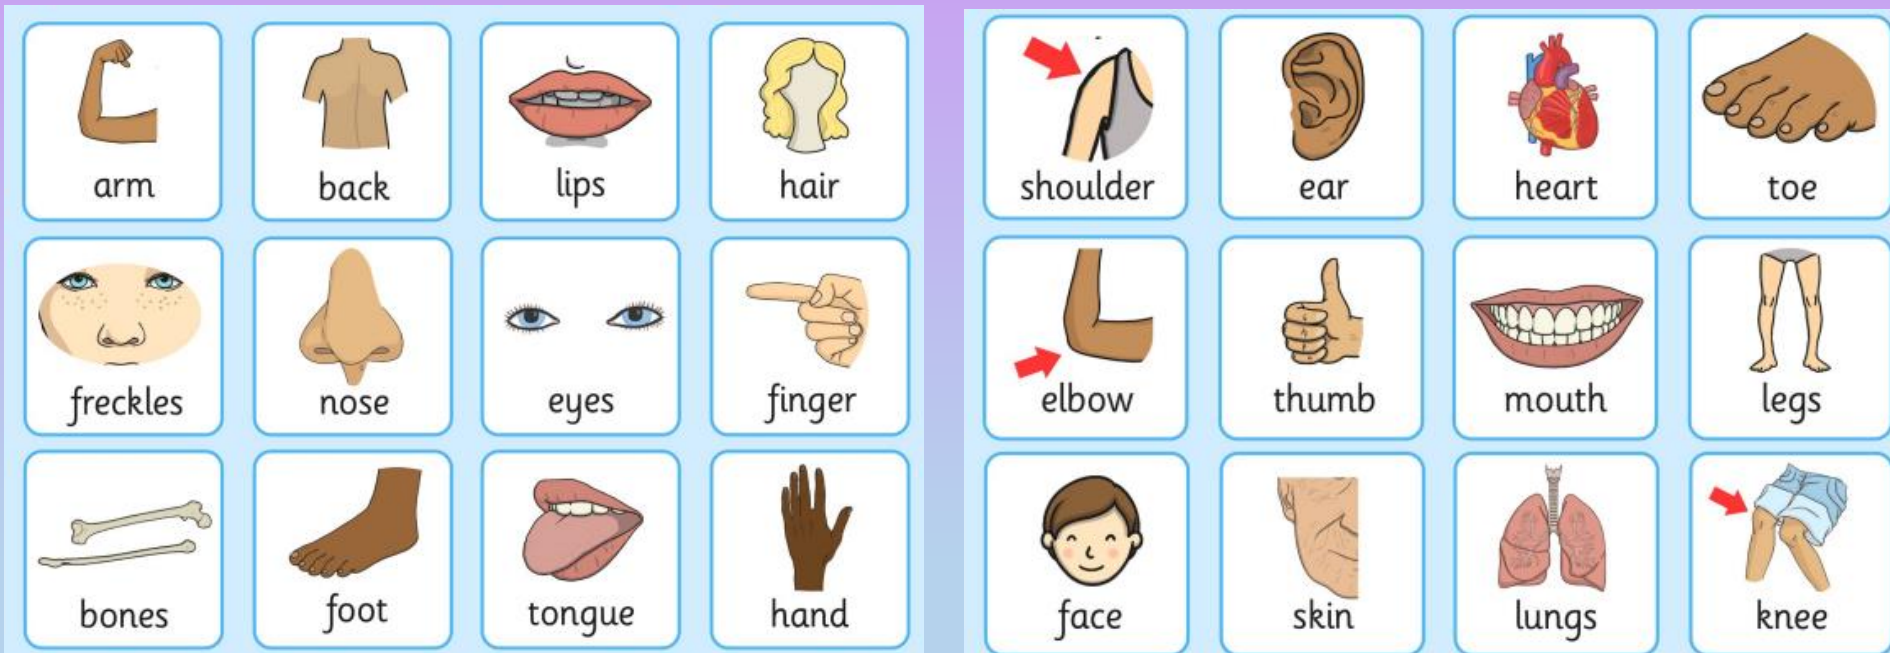 arm
back
lips
hair
freckles
nose
eyes
finger
bones
foot
tongue
hand
shoulder
ear
heart
toe
elbow
thumb
mouth
legs
face
skin
lungs
knee